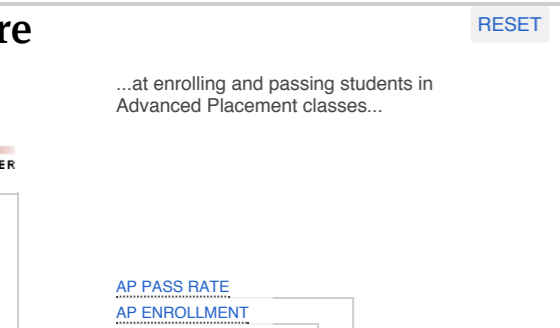 re
RESET
...at enrolling and passing students in
Advanced Placement classes...
ER
AP PASS RATE
AP ENROLLMENT